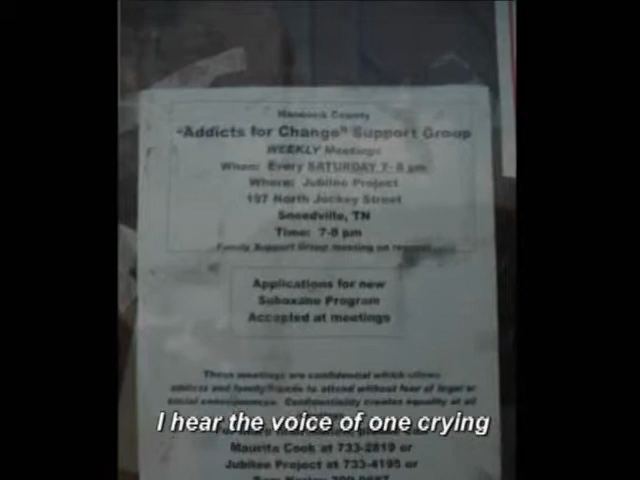 Hancock County
"Addicts for Change" Support Group
WEEKLY Meetings
When: Every SATURDAY 7-8 pm
Where: Jubilee Project
197 North Jockey Street
Sneedville, TN
Time: 7-8 pm
Family Support Group meeting on request
Applications for new
Suboxane Program
Accepted at meetings
These meetings are confidential which allows
addicts and family/friends to attend without fear of legal or
social consequences. Confidentiality creates equality at all
I hear the voice of one crying
Maurita Cook at 733-2819 or
Jubilee Project at 733-4195 or